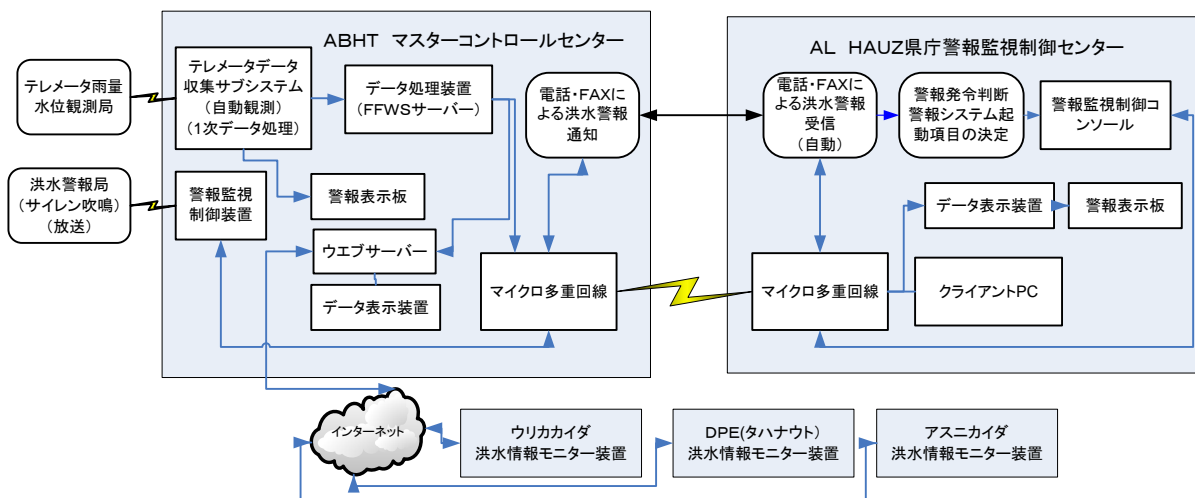 ABHT マスターコントロールセンター
テレメータ雨量
水位観測局
テレメータデータ
収集サブシステム
(自動観測)
(1次データ処理)
データ処理装置
(FFWSサーバー)
電話・FAXによ
る洪水警報
通知
洪水警報局
(サイレン吹鳴)
(放送)
警報監視
制御装置
警報表示板
ウエブサーバー
データ表示装置
マイクロ多重回線
AL HAUZ県庁警報監視制御センター
電話・FAXに
よる洪水警報
受信
(自動)
警報発令判断
警報システム起
動項目の決定
警報監視制御コ
ンソール
データ表示装置
警報表示板
マイクロ多重回線
クライアントPC
インターネット
ウリカカイダ
洪水情報モニター装置
DPE(タハナウト)
洪水情報モニター装置
アスニカイダ
洪水情報モニター装置